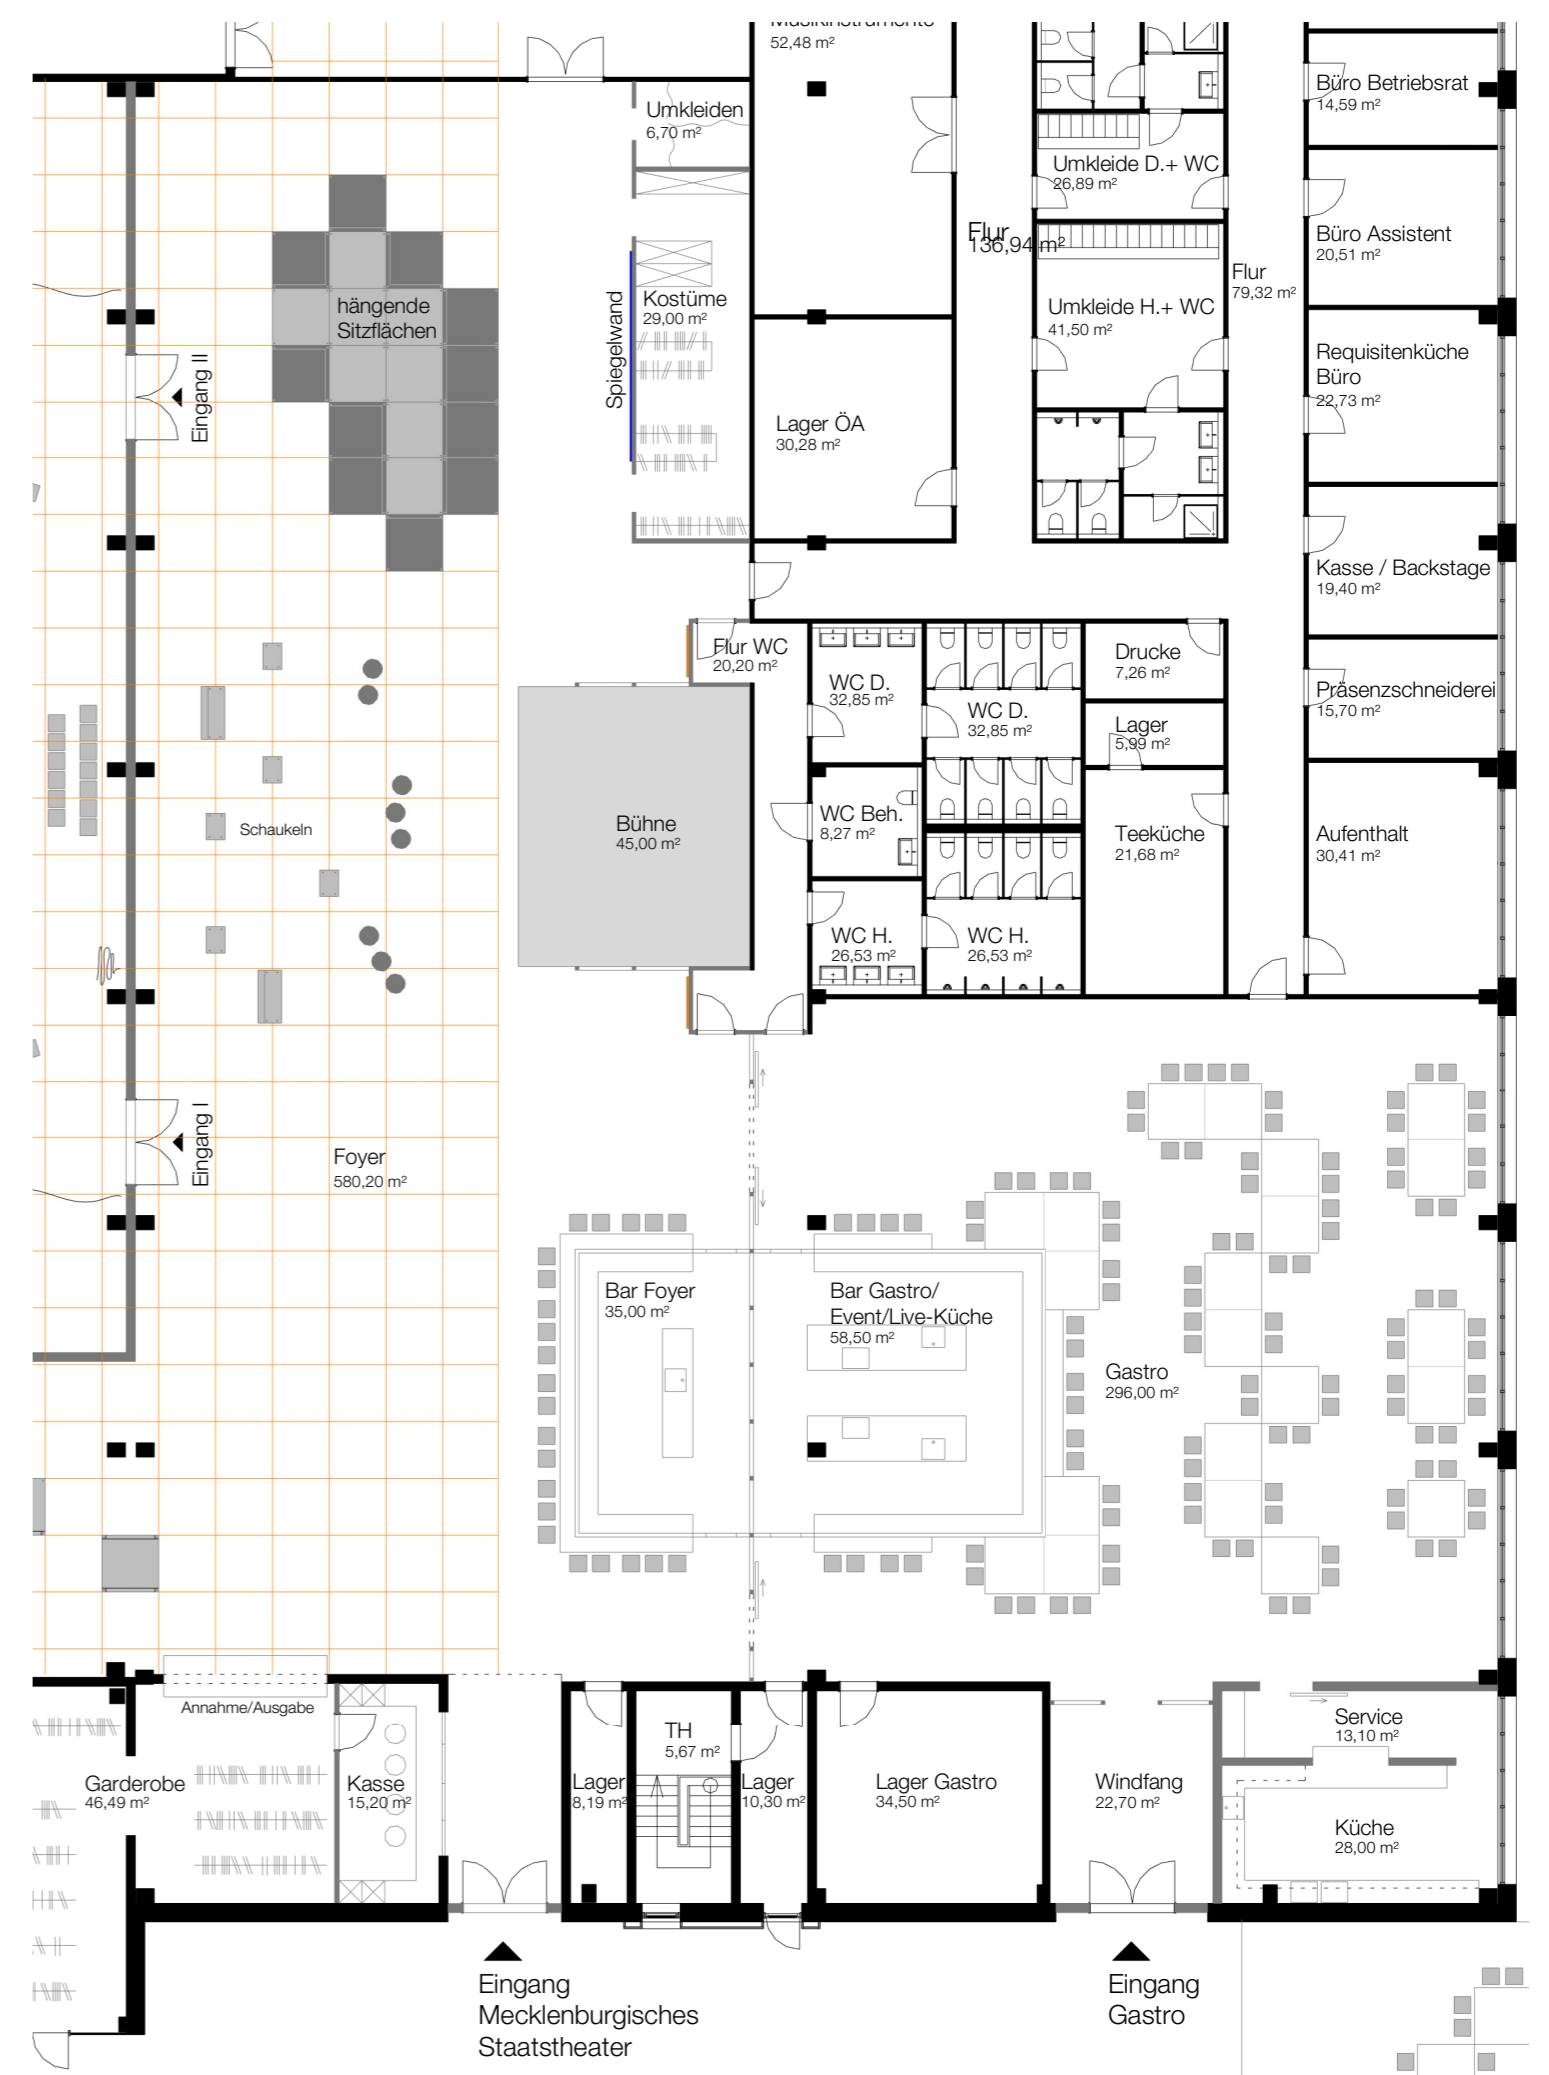 Musikinstrumente
52,48 m²
Büro Betriebsrat
14,59 m²
Umkleiden
6,70 m²
Umkleide D.+ WC
26,89 m²
Flur
136,94 m²
Büro Assistent
20,51 m²
Flur
79,32 m²
hängende
Sitzflächen
Spiegelwand
Kostüme
29,00 m²
Umkleide H.+ WC
41,50 m²
Requisitenküche
Büro
22,73 m²
Eingang II
Lager ÖA
30,28 m²
Kasse / Backstage
19,40 m²
Flur WC
20,20 m²
WC D.
32,85 m²
WC D.
32,85 m²
Drucke
7,26 m²
Präsenzschneiderei
15,70 m²
Lager
5,99 m²
Schaukeln
Bühne
45,00 m²
WC Beh.
8,27 m²
Teeküche
21,68 m²
Aufenthalt
30,41 m²
WC H.
26,53 m²
WC H.
26,53 m²
Eingang I
Foyer
580,20 m²
Bar Foyer
35,00 m²
Bar Gastro/
Event/Live-Küche
58,50 m²
Gastro
296,00 m²
Annahme/Ausgabe
Garderobe
46,49 m²
Kasse
15,20 m²
Lager
8,19 m²
TH
5,67 m²
Lager
10,30 m²
Lager Gastro
34,50 m²
Windfang
22,70 m²
Service
13,10 m²
Küche
28,00 m²
Eingang
Mecklenburgisches
Staatstheater
Eingang
Gastro